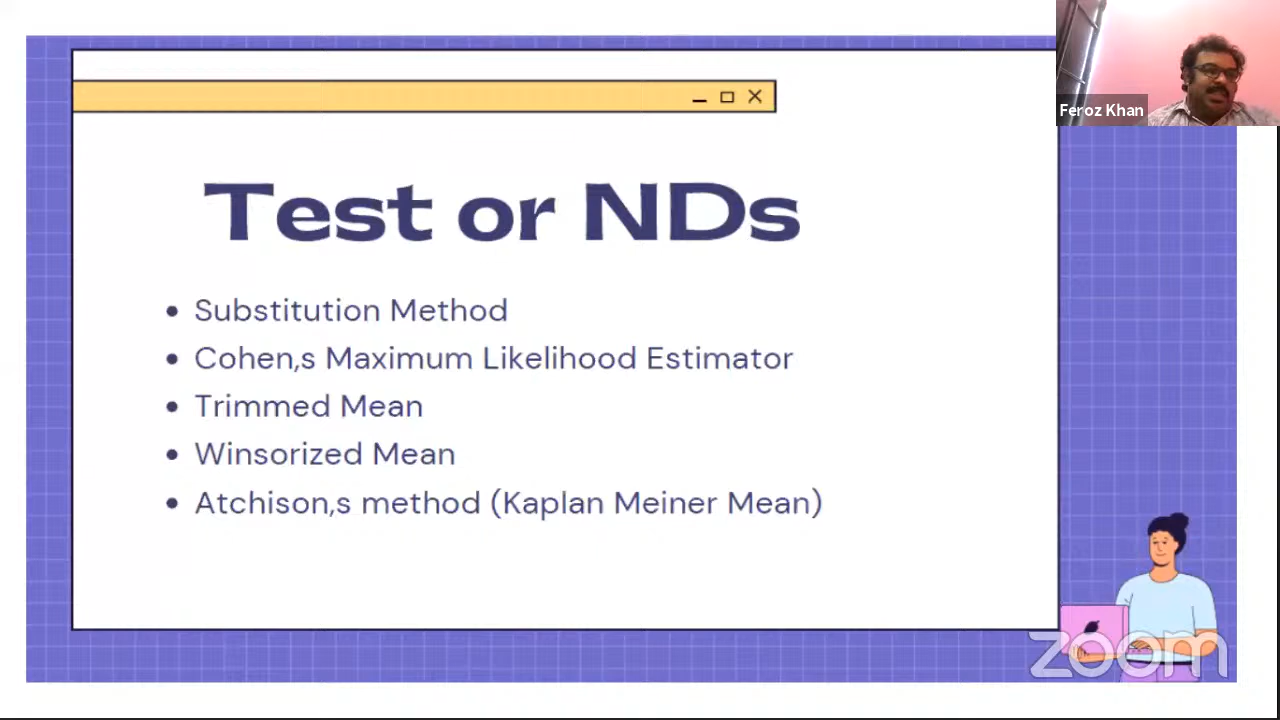 Feroz Khan
Test or NDs
• Substitution Method
• Cohen,s Maximum Likelihood Estimator
• Trimmed Mean
• Winsorized Mean
• Atchison,s method (Kaplan Meiner Mean)
zoom